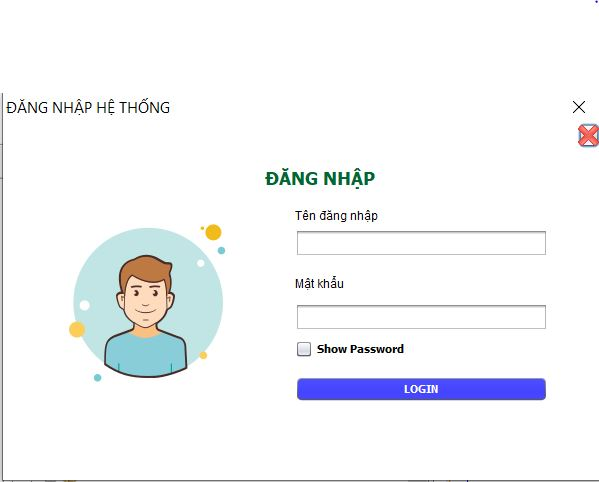 ĐĂNG NHẬP HỆ THỐNG
ĐĂNG NHẬP
Tên đăng nhập
Mật khẩu
Show Password
LOGIN